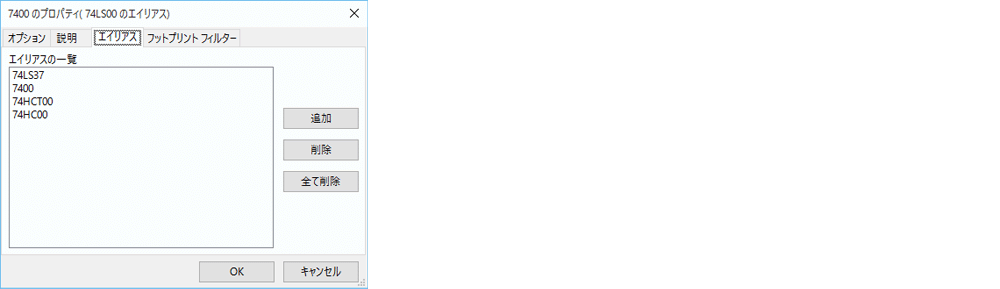 7400 のプロパティ( 74LS00 のエイリアス)
オプション 説明 エイリアス フットプリント フィルター
エイリアスの一覧
74LS37
7400
74HCT00
74HC00
追加
削除
全て削除
OK キャンセル